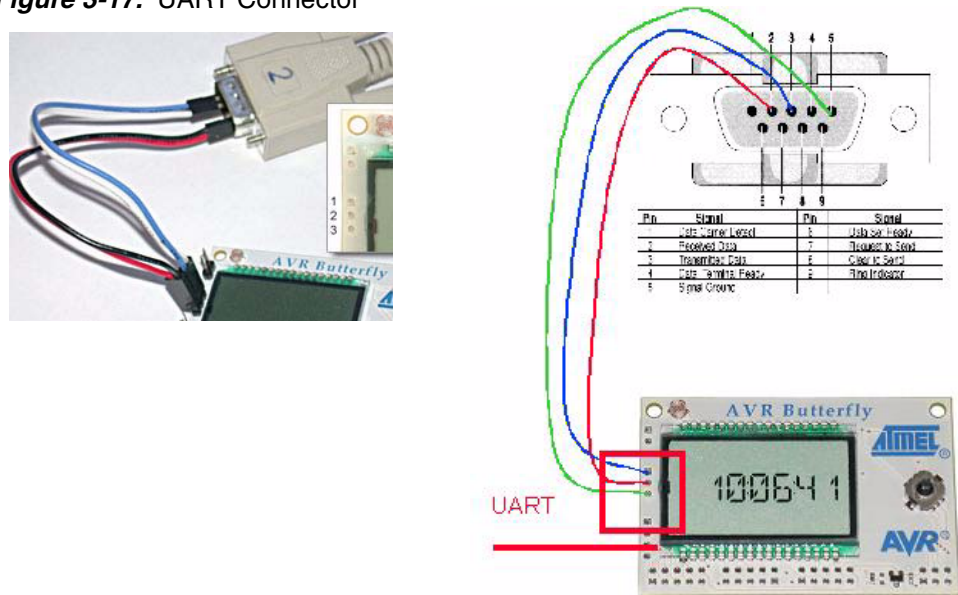 Figure 3-17. UART Connector
2
1
2
3
AVR Butterfly
1 2 3 4 5
6 7 8 9
Pin Signal Pin Signal
1 Data Carrier Detect 6 Data Set Ready
2 Received Data 7 Request to Send
3 Transmitted Data 8 Clear to Send
4 Data Terminal Ready 9 Ring Indicator
5 Signal Ground
AVR Butterfly
ATMEL
100641
UART
AVR